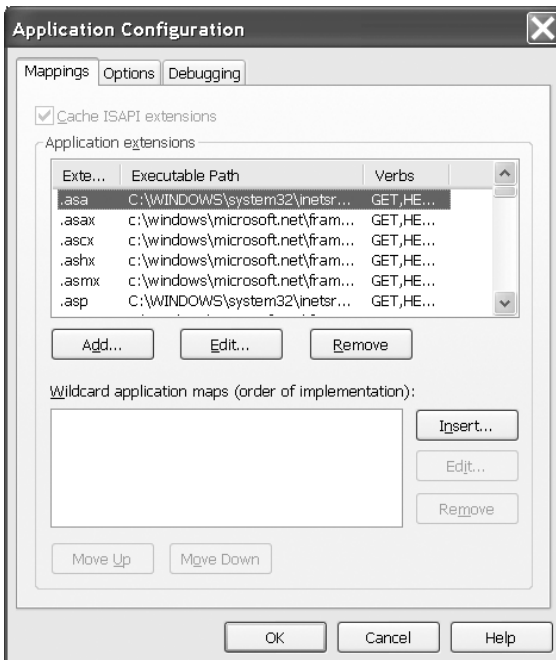 Application Configuration
Mappings Options Debugging
Cache ISAPI extensions
Application extensions
Exte... Executable Path Verbs
.asa C:\WINDOWS\system32\inetsr... GET,HE...
.asax c:\windows\microsoft.net\fram... GET,HE...
.ascx c:\windows\microsoft.net\fram... GET,HE...
.ashx c:\windows\microsoft.net\fram... GET,HE...
.asmx c:\windows\microsoft.net\fram... GET,HE...
.asp C:\WINDOWS\system32\inetsr... GET,HE...
Add... Edit... Remove
Wildcard application maps (order of implementation):
Insert...
Edit...
Remove
Move Up Move Down
OK Cancel Help